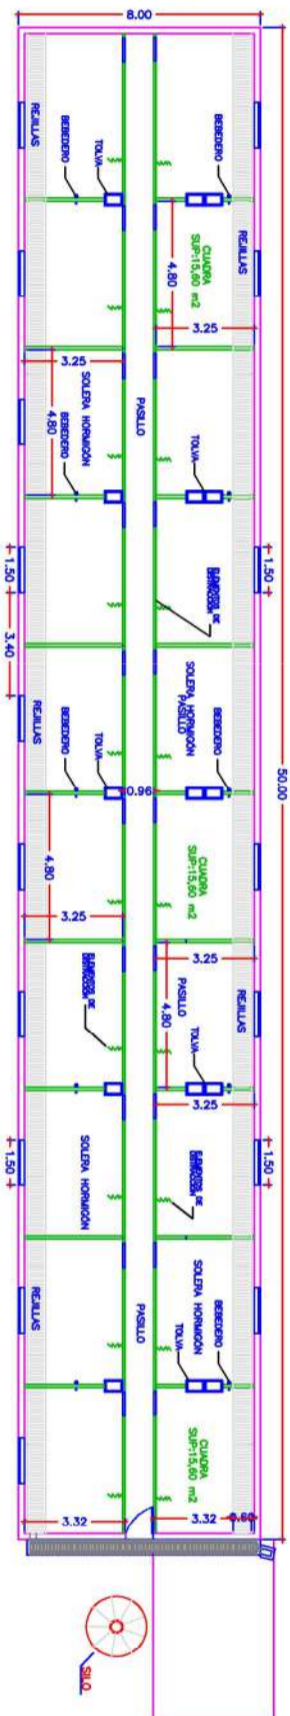 8.00
REJILLAS
BEBEDERO
TOLVA
BEBEDERO
REJILLAS
CUADRA
SUP:15,60 m2
4.80
3.25
3.25
SOLERA HORMIGÓN
BEBEDERO
4.80
PASILLO
TOLVA
1.50
3.40
1.50
50.00
SOLERA HORMIGÓN
PASILLO
REJILLAS
BEBEDERO
TOLVA
0.96
BEBEDERO
CUADRA
SUP:15,60 m2
4.80
3.25
3.25
PASILLO
4.80
REJILLAS
TOLVA
3.25
SOLERA HORMIGÓN
1.50
1.50
SOLERA HORMIGÓN
TOLVA
BEBEDERO
REJILLAS
PASILLO
CUADRA
SUP:15,60 m2
3.32
3.32
0.60
SILO